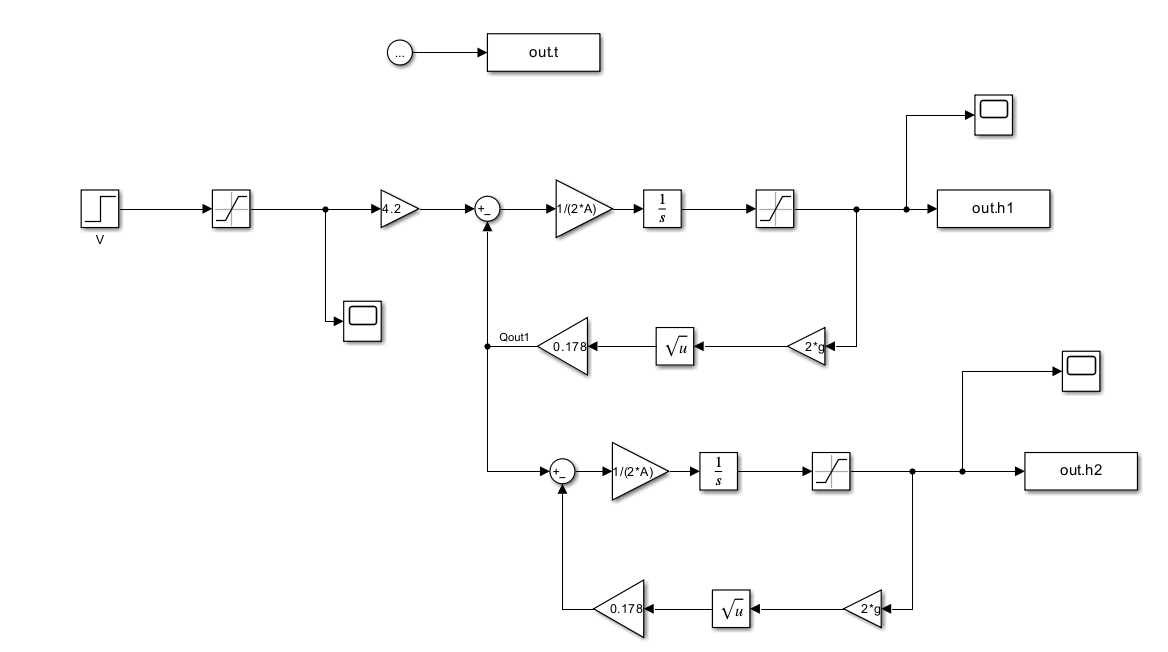 ...
out.t
V
4.2
+
−
1/(2*A)
1
s
out.h1
Qout1
0.178
√u
2*g
+
−
1/(2*A)
1
s
out.h2
0.178
√u
2*g